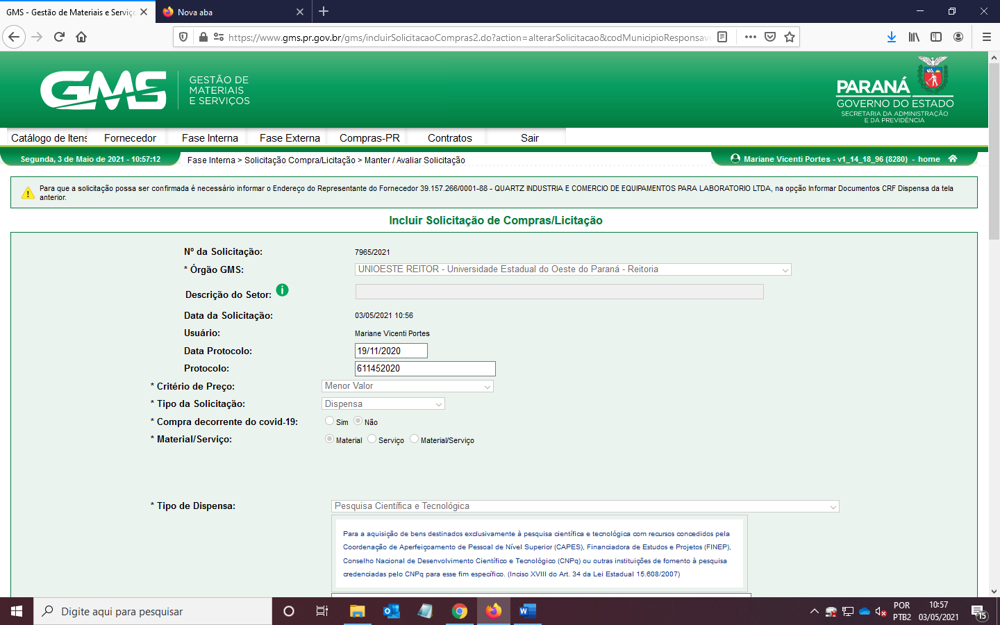 GMS - Gestão de Materiais e Serviço
Nova aba
https://www.gms.pr.gov.br/gms/incluirSolicitacaoCompras2.do?action=alterarSolicitacao&codMunicipioResponsav
GMS
GESTÃO DE
MATERIAIS
E SERVIÇOS
PARANÁ
GOVERNO DO ESTADO
SECRETARIA DA ADMINISTRAÇÃO
E DA PREVIDÊNCIA
Catálogo de Itens Fornecedor Fase Interna Fase Externa Compras-PR Contratos Sair
Segunda, 3 de Maio de 2021 - 10:57:12
Fase Interna > Solicitação Compra/Licitação > Manter / Avaliar Solicitação
Mariane Vicenti Portes - v1_14_18_96 (8280) - home
Para que a solicitação possa ser confirmada é necessário informar o Endereço do Representante do Fornecedor 39.157.266/0001-88 - QUARTZ INDUSTRIA E COMERCIO DE EQUIPAMENTOS PARA LABORATORIO LTDA, na opção Informar Documentos CRF Dispensa da tela
anterior.
Incluir Solicitação de Compras/Licitação
Nº da Solicitação: 7965/2021
* Órgão GMS: UNIOESTE REITOR - Universidade Estadual do Oeste do Paraná - Reitoria
Descrição do Setor:
Data da Solicitação: 03/05/2021 10:56
Usuário: Mariane Vicenti Portes
Data Protocolo: 19/11/2020
Protocolo: 611452020
* Critério de Preço: Menor Valor
* Tipo da Solicitação: Dispensa
* Compra decorrente do covid-19: Sim Não
* Material/Serviço: Material Serviço Material/Serviço
* Tipo de Dispensa: Pesquisa Científica e Tecnológica
Para a aquisição de bens destinados exclusivamente à pesquisa científica e tecnológica com recursos concedidos pela
Coordenação de Aperfeiçoamento de Pessoal de Nível Superior (CAPES), Financiadora de Estudos e Projetos (FINEP),
Conselho Nacional de Desenvolvimento Científico e Tecnológico (CNPq) ou outras instituições de fomento à pesquisa
credenciadas pelo CNPq para esse fim específico. (Inciso XVIII do Art. 34 da Lei Estadual 15.608/2007)
Digite aqui para pesquisar
POR
PTB2
10:57
03/05/2021
15